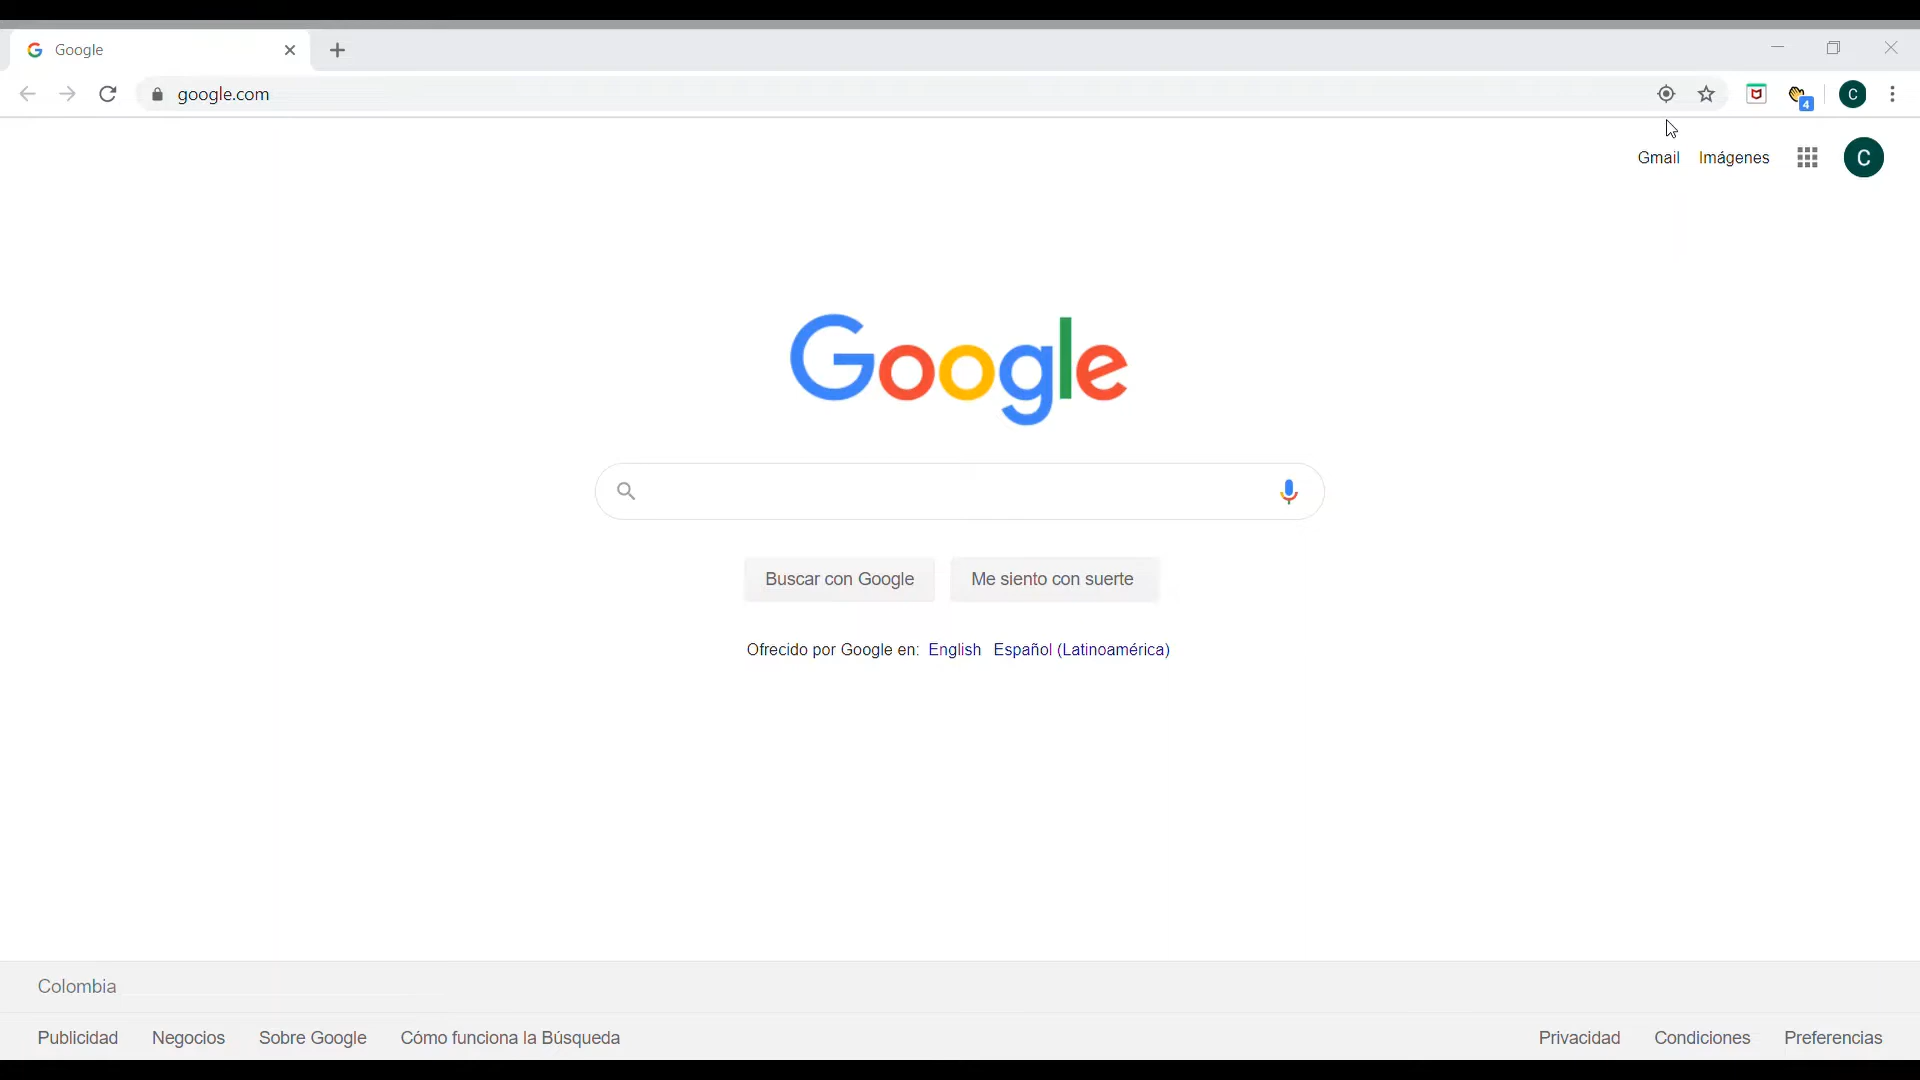 Google
google.com
4
C
Gmail Imágenes
C
Google
Buscar con Google Me siento con suerte
Ofrecido por Google en: English Español (Latinoamérica)
Colombia
Publicidad Negocios Sobre Google Cómo funciona la Búsqueda Privacidad Condiciones Preferencias